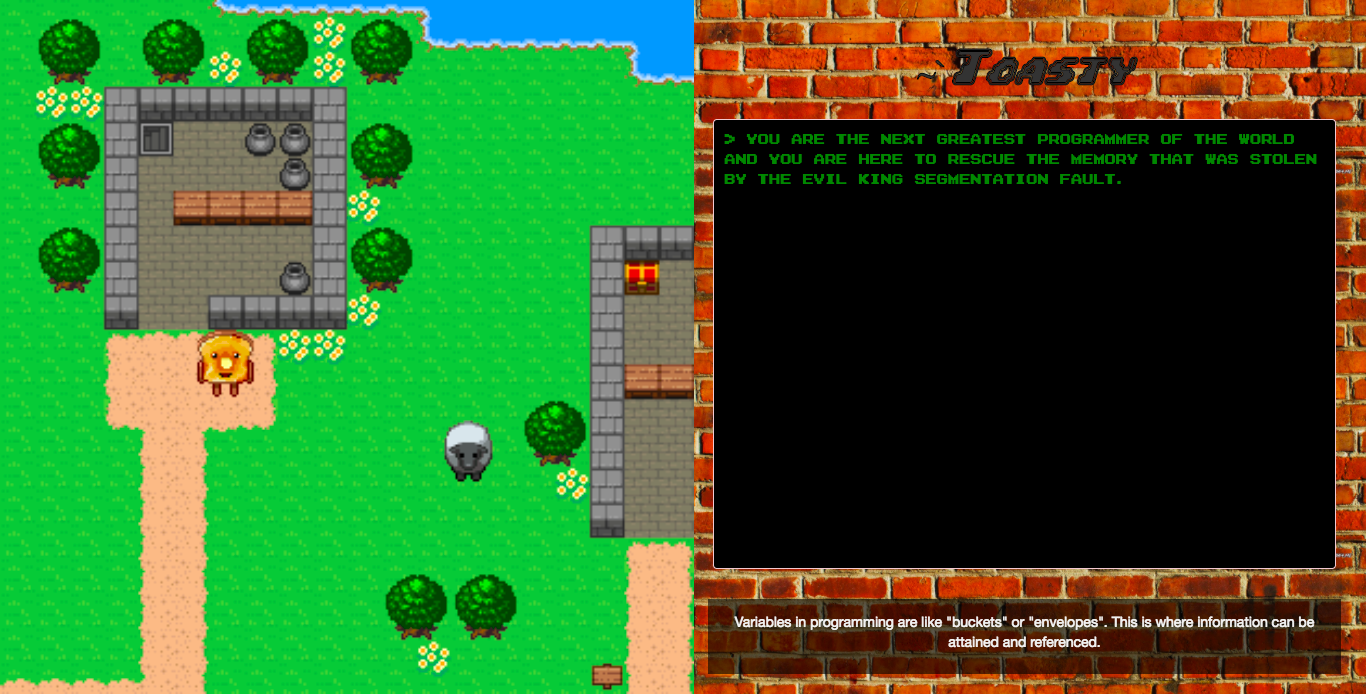 ~`Toasty
> YOU ARE THE NEXT GREATEST PROGRAMMER OF THE WORLD
AND YOU ARE HERE TO RESCUE THE MEMORY THAT WAS STOLEN
BY THE EVIL KING SEGMENTATION FAULT.
Variables in programming are like "buckets" or "envelopes". This is where information can be
attained and referenced.